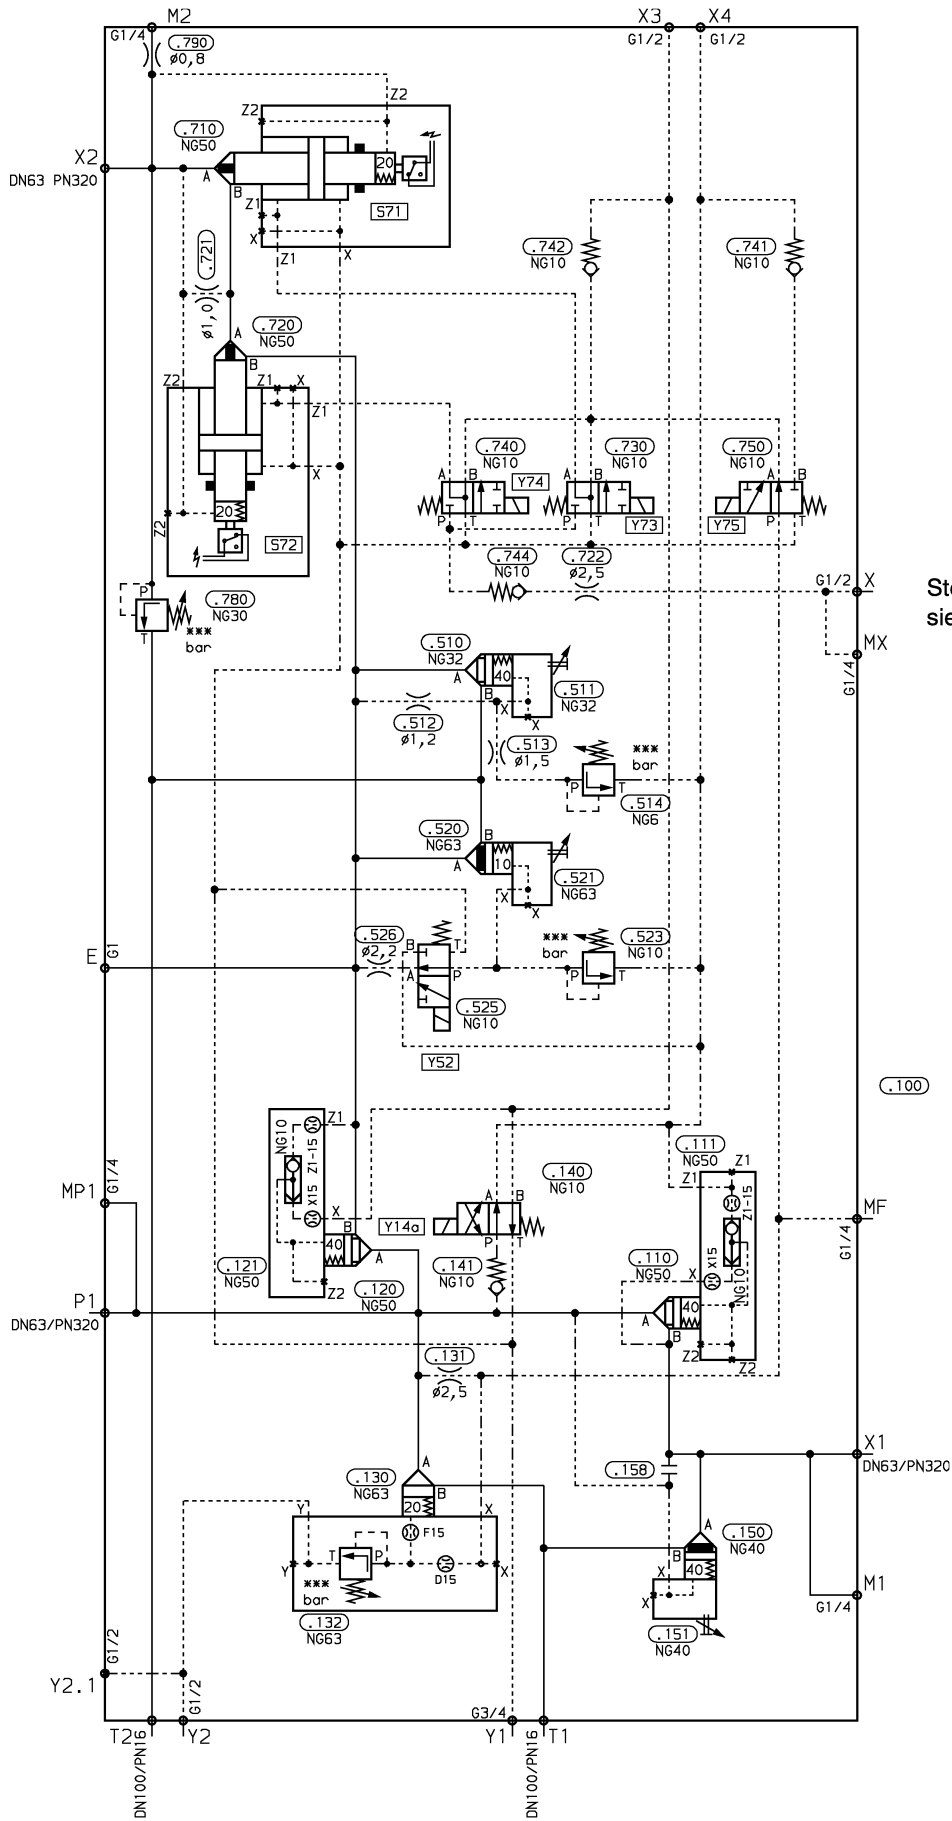 M2
X3
X4
G1/4
.790
ø0,8
G1/2
G1/2
Z2
Z2
.710
NG50
X2
DN63 PN320
A
B
20
Z1
S71
X
Z1
X
.721
ø1,0
.742
NG10
.741
NG10
.720
NG50
A
B
Z2
Z1
X
Z1
X
Z2
20
S72
.740
NG10
.730
NG10
.750
NG10
A
B
Y74
A
B
A
B
P
T
P
T
Y73
Y75
P
T
.744
NG10
.722
ø2,5
G1/2
X
MX
G1/4
Ste
sie
P
T
.780
NG30
***
bar
.510
NG32
A
40
B
X
X
.511
NG32
.512
ø1,2
.513
ø1,5
***
bar
P
T
.514
NG6
.520
NG63
B
A
10
X
X
.521
NG63
E
G1
.526
ø2,2
B
T
A
P
.525
NG10
Y52
***
bar
.523
NG10
P
T
.100
NG10
Z1
Z1-15
X15
X
B
40
A
Z2
.121
NG50
.120
NG50
MP1
G1/4
P1
DN63/PN320
.140
NG10
Y14a
A
B
P
T
.141
NG10
.111
NG50
Z1
Z1
Z1-15
X15
NG10
.110
NG50
X
A
40
B
Z2
Z2
MF
G1/4
.131
ø2,5
.130
NG63
A
B
20
Y
X
F15
Y
T
P
D15
X
***
bar
.132
NG63
.158
X1
DN63/PN320
A
.150
NG40
B
40
X
X
.151
NG40
M1
G1/4
Y2.1
G1/2
G1/2
G3/4
T2
Y2
Y1
T1
DN100/PN16
DN100/PN16